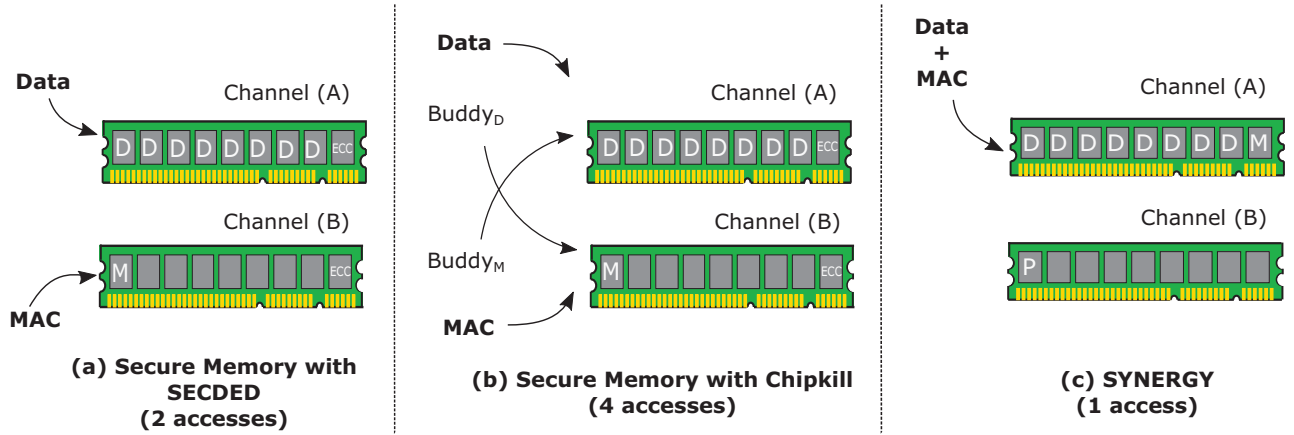 Data
Channel (A)
D D D D D D D D ECC
Channel (B)
M ECC
MAC
(a) Secure Memory with
SECDED
(2 accesses)
Data
Channel (A)
Buddy_D
D D D D D D D D ECC
Channel (B)
Buddy_M
M ECC
MAC
(b) Secure Memory with Chipkill
(4 accesses)
Data
+
MAC
Channel (A)
D D D D D D D D M
Channel (B)
P
(c) SYNERGY
(1 access)